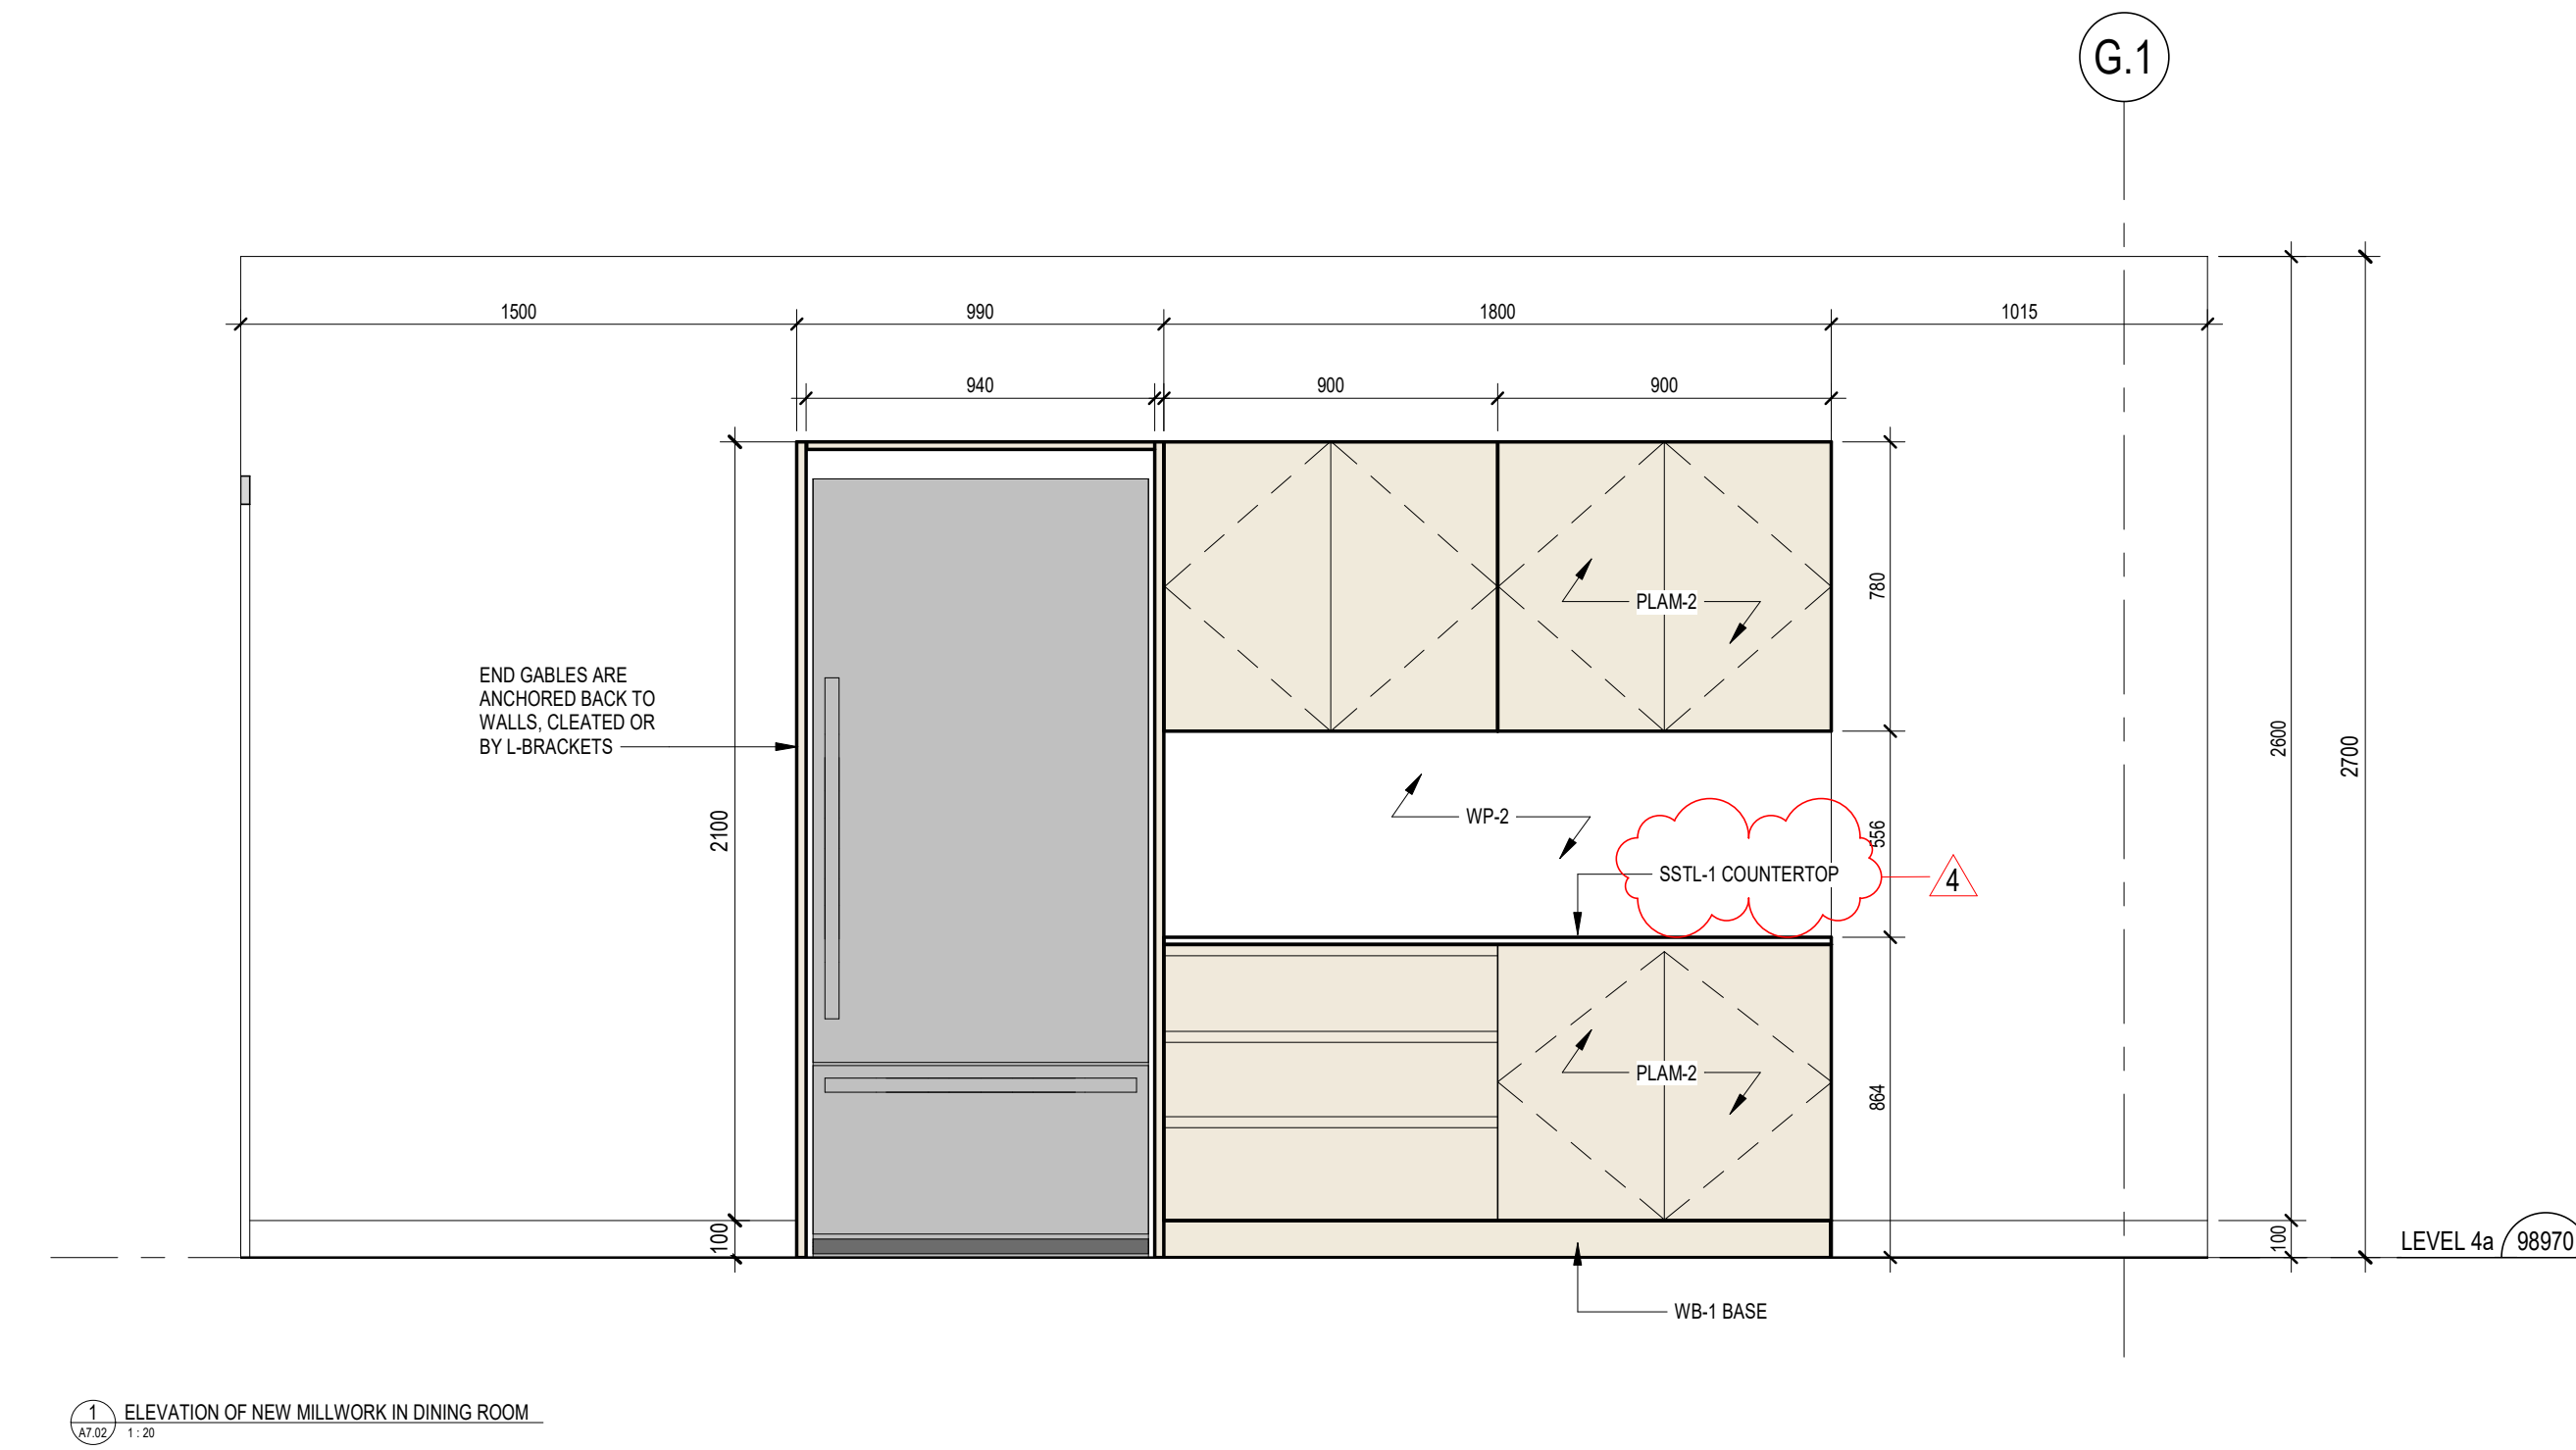 G.1
1500
990
1800
1015
940
900
900
END GABLES ARE
ANCHORED BACK TO
WALLS, CLEATED OR
BY L-BRACKETS
2100
100
PLAM-2
780
WP-2
556
SSTL-1 COUNTERTOP
4
PLAM-2
864
2600
2700
100
LEVEL 4a
98970
WB-1 BASE
1
A7.02
ELEVATION OF NEW MILLWORK IN DINING ROOM
1 : 20